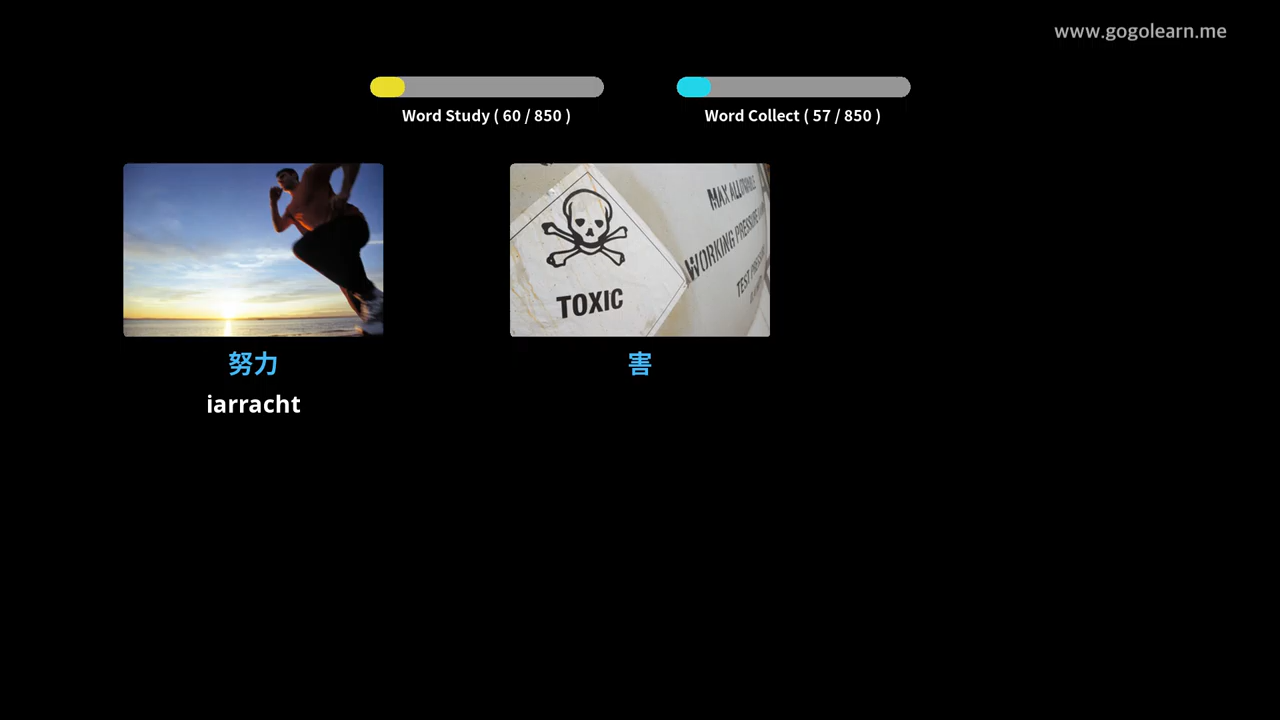 www.gogolearn.me
Word Study ( 60 / 850 )
Word Collect ( 57 / 850 )
TOXIC
MAX ALLOWABLE
WORKING PRESSURE
TEST PRESSURE
努力
害
iarracht